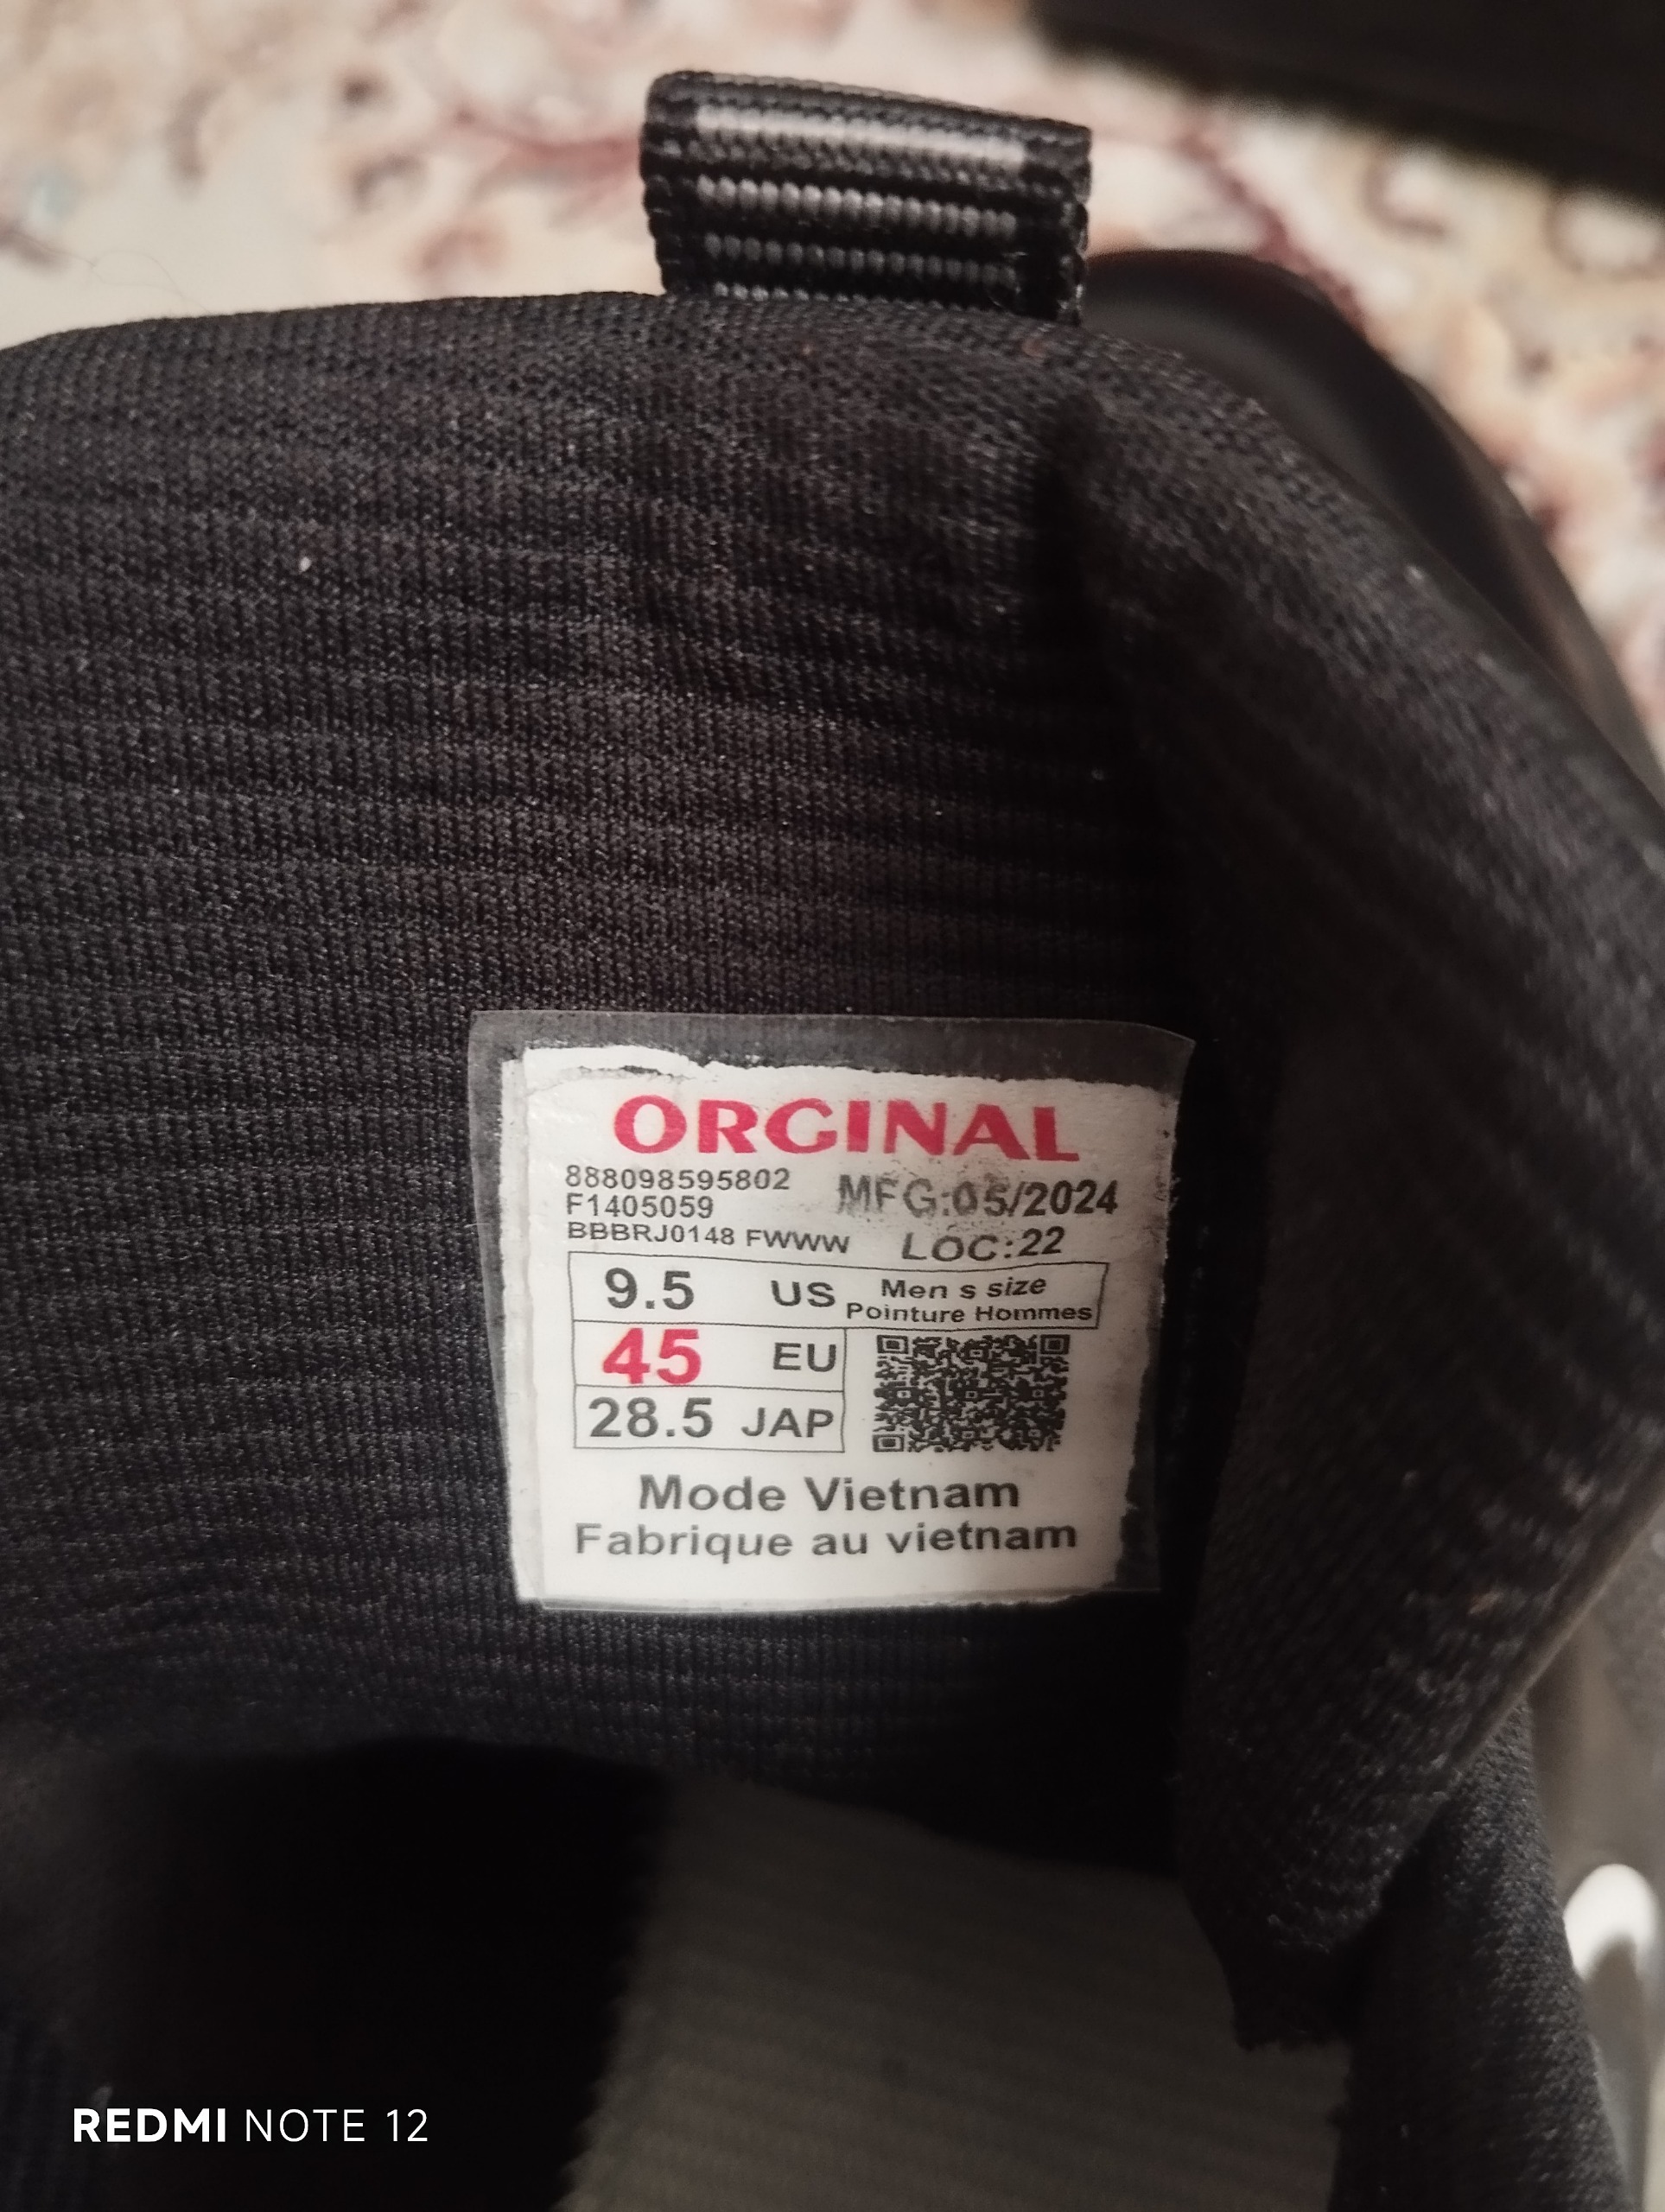 ORGINAL
888098595802
F1405059
MFG:05/2024
BBBRJ0148 FWWW LOC:22
9.5 US Men s size
Pointure Hommes
45 EU
28.5 JAP
Mode Vietnam
Fabrique au vietnam
REDMI NOTE 12